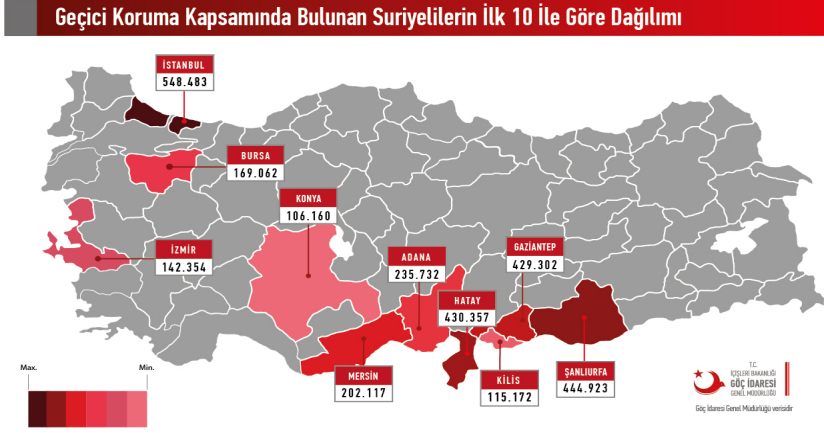 Geçici Koruma Kapsamında Bulunan Suriyelilerin İlk 10 İle Göre Dağılımı
İSTANBUL
548.483
BURSA
169.062
KONYA
106.160
İZMİR
142.354
ADANA
235.732
GAZİANTEP
429.302
HATAY
430.357
MERSİN
202.117
KİLİS
115.172
ŞANLIURFA
444.923
Max.
Min.
T.C.
İÇİŞLERİ BAKANLIĞI
GÖÇ İDARESİ
GENEL MÜDÜRLÜĞÜ
Göç İdaresi Genel Müdürlüğü verisidir